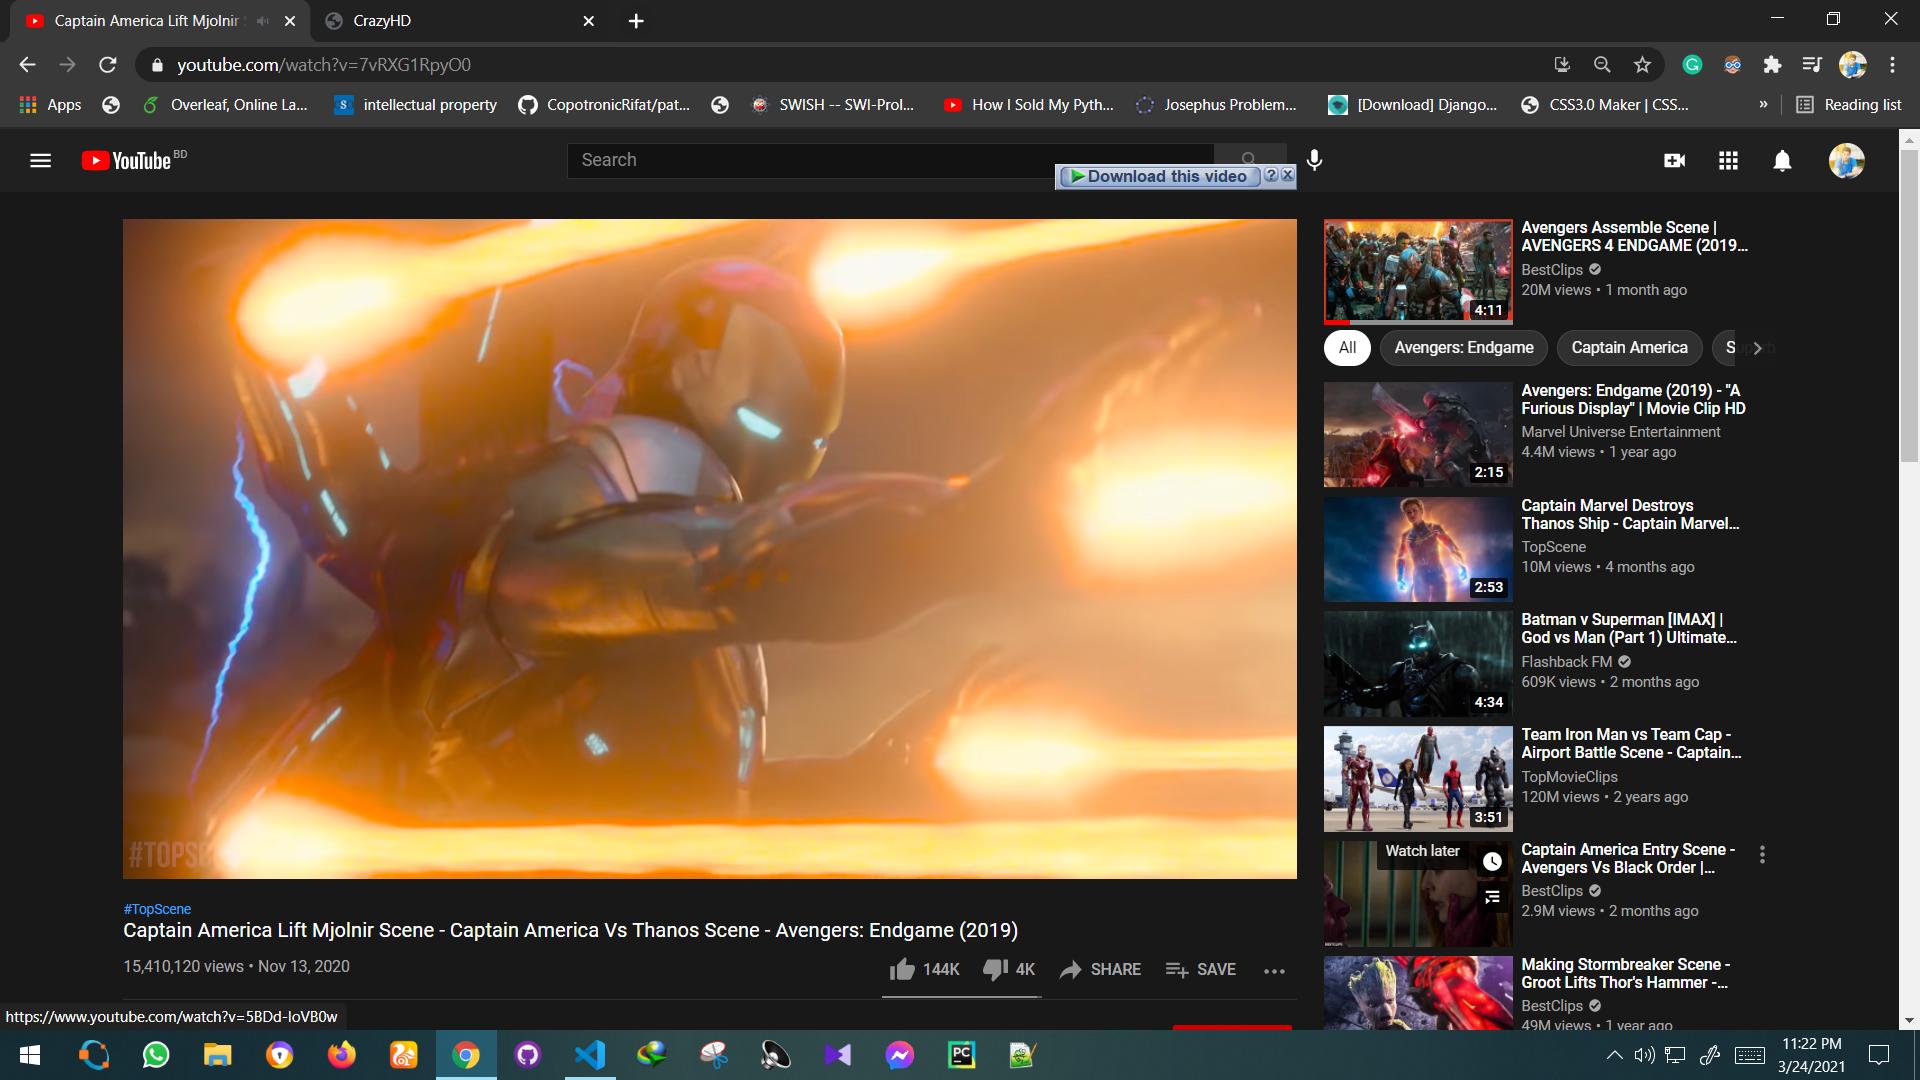 Captain America Lift Mjolnir
CrazyHD
youtube.com/watch?v=7vRXG1RpyO0
Apps
Overleaf, Online La...
intellectual property
CopotronicRifat/pat...
SWISH -- SWI-Prol...
How I Sold My Pyth...
Josephus Problem...
[Download] Django...
CSS3.0 Maker | CSS...
»
Reading list
YouTube BD
Search
Download this video
Avengers Assemble Scene |
AVENGERS 4 ENDGAME (2019...
BestClips
20M views • 1 month ago
4:11
All
Avengers: Endgame
Captain America
Avengers: Endgame (2019) - "A
Furious Display" | Movie Clip HD
Marvel Universe Entertainment
4.4M views • 1 year ago
2:15
Captain Marvel Destroys
Thanos Ship - Captain Marvel...
TopScene
10M views • 4 months ago
2:53
Batman v Superman [IMAX] |
God vs Man (Part 1) Ultimate...
Flashback FM
609K views • 2 months ago
4:34
Team Iron Man vs Team Cap -
Airport Battle Scene - Captain...
TopMovieClips
120M views • 2 years ago
3:51
Watch later
Captain America Entry Scene -
Avengers Vs Black Order |...
BestClips
2.9M views • 2 months ago
Making Stormbreaker Scene -
Groot Lifts Thor's Hammer -...
BestClips
49M views • 1 year ago
#TopScene
Captain America Lift Mjolnir Scene - Captain America Vs Thanos Scene - Avengers: Endgame (2019)
15,410,120 views • Nov 13, 2020
144K
4K
SHARE
SAVE
https://www.youtube.com/watch?v=5BDd-IoVB0w
11:22 PM
3/24/2021